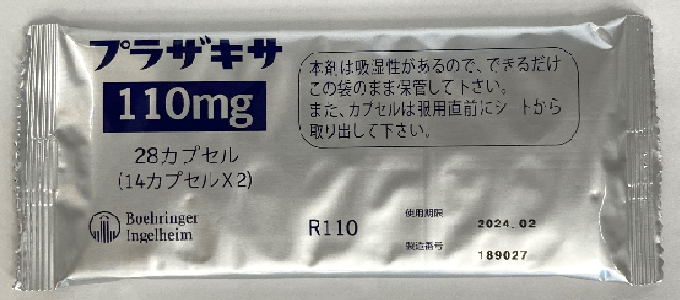 プラザキサ
110mg
28カプセル
(14カプセルX2)
Boehringer
Ingelheim
本剤は吸湿性があるので、できるだけ
この袋のまま保管して下さい。
また、カプセルは服用直前にシートから
取り出して下さい。
R110
使用期限 2024.02
製造番号 189027